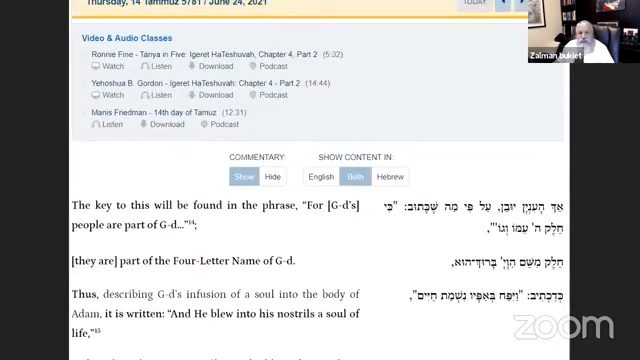 Thursday, 14 Tammuz 5781 / June 24, 2021
TODAY
Zalman bukiet
Video & Audio Classes
Ronnie Fine - Tanya in Five: Igeret HaTeshuvah, Chapter 4, Part 2 (5:32)
Watch Listen Download Podcast
Yehoshua B. Gordon - Igeret HaTeshuvah: Chapter 4 - Part 2 (14:44)
Watch Listen Download Podcast
Manis Friedman - 14th day of Tamuz (12:31)
Listen Download Podcast
COMMENTARY: SHOW CONTENT IN:
Show Hide English Both Hebrew
The key to this will be found in the phrase, “For [G-d’s]
people are part of G-d...”14;
אַךְ הָעִנְיָן יוּבַן, עַל פִּי מַה שֶּׁכָּתוּב: "כִּי
חֵלֶק ה' עַמּוֹ וְגוֹ'",
[they are] part of the Four-Letter Name of G-d.
חֵלֶק מִשֵּׁם הֲוָיָ' בָּרוּךְ-הוּא,
Thus, describing G-d’s infusion of a soul into the body of
Adam, it is written: “And He blew into his nostrils a soul of
life,”15
כְּדִכְתִיב: "וַיִּפַּח בְּאַפָּיו נִשְׁמַת חַיִּים",
zoom